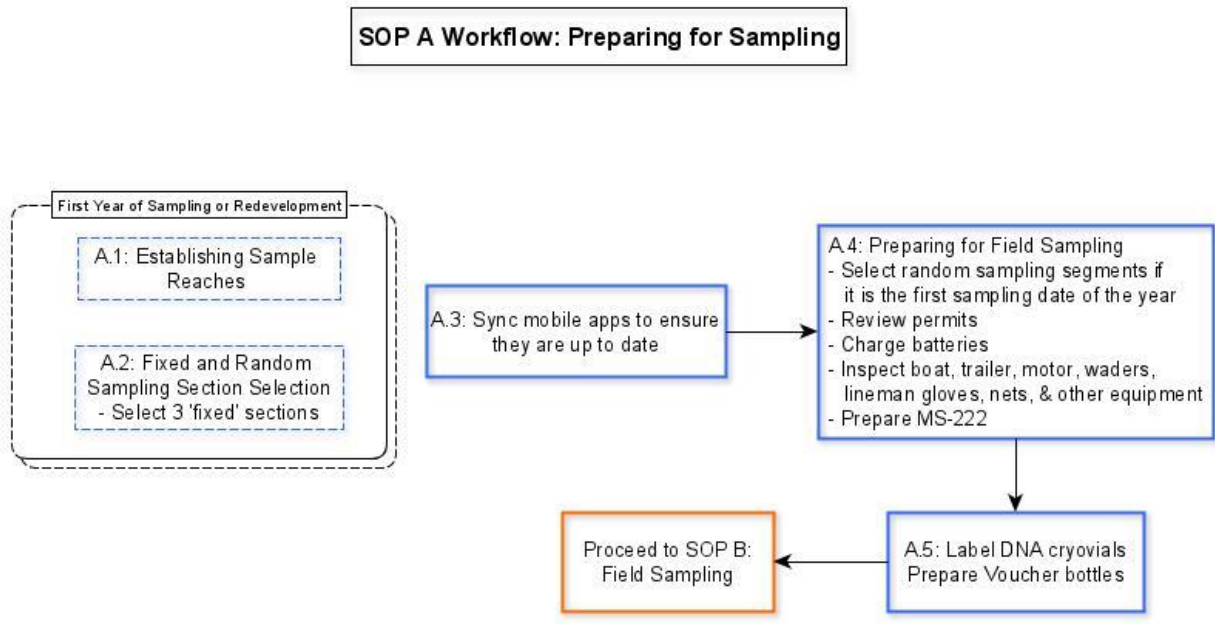 SOP A Workflow: Preparing for Sampling
First Year of Sampling or Redevelopment
A.1: Establishing Sample
Reaches
A.2: Fixed and Random
Sampling Section Selection
- Select 3 'fixed' sections
A.3: Sync mobile apps to ensure
they are up to date
A.4: Preparing for Field Sampling
- Select random sampling segments if
it is the first sampling date of the year
- Review permits
- Charge batteries
- Inspect boat, trailer, motor, waders,
lineman gloves, nets, & other equipment
- Prepare MS-222
A.5: Label DNA cryovials
Prepare Voucher bottles
Proceed to SOP B:
Field Sampling